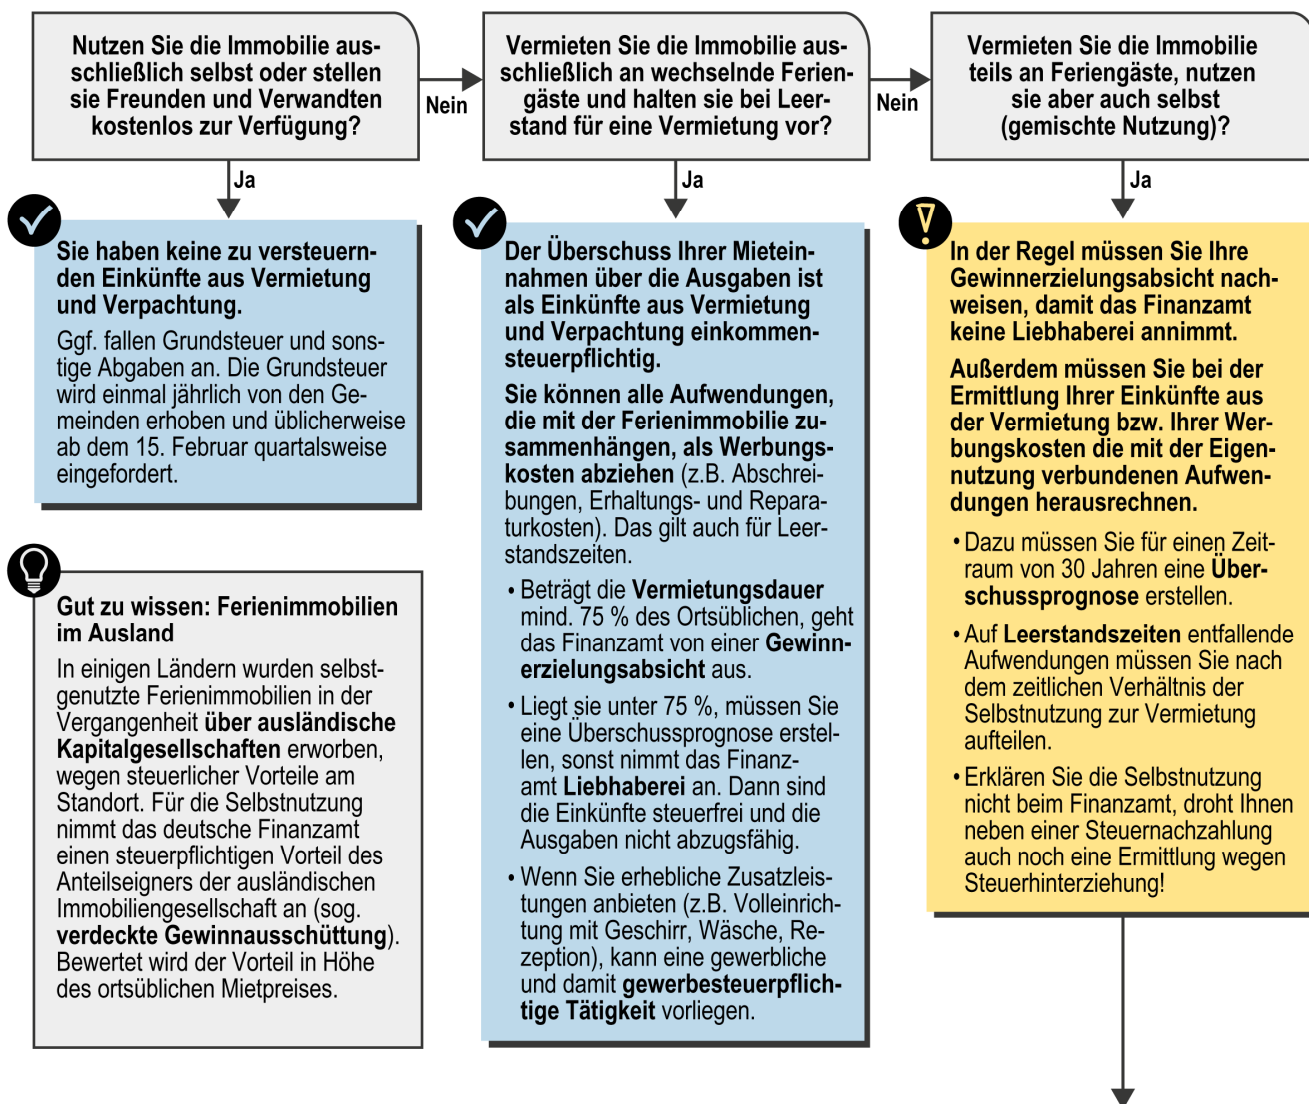 Nutzen Sie die Immobilie aus-
schließlich selbst oder stellen
sie Freunden und Verwandten
kostenlos zur Verfügung?
Nein
Vermieten Sie die Immobilie aus-
schließlich an wechselnde Ferien-
gäste und halten sie bei Leer-
stand für eine Vermietung vor?
Nein
Vermieten Sie die Immobilie
teils an Feriengäste, nutzen
sie aber auch selbst
(gemischte Nutzung)?
Ja
Ja
Ja
Sie haben keine zu versteuern-
den Einkünfte aus Vermietung
und Verpachtung.
Ggf. fallen Grundsteuer und sons-
tige Abgaben an. Die Grundsteuer
wird einmal jährlich von den Ge-
meinden erhoben und üblicherweise
ab dem 15. Februar quartalsweise
eingefordert.
Gut zu wissen: Ferienimmobilien
im Ausland
In einigen Ländern wurden selbst-
genutzte Ferienimmobilien in der
Vergangenheit über ausländische
Kapitalgesellschaften erworben,
wegen steuerlicher Vorteile am
Standort. Für die Selbstnutzung
nimmt das deutsche Finanzamt
einen steuerpflichtigen Vorteil des
Anteilseigners der ausländischen
Immobiliengesellschaft an (sog.
verdeckte Gewinnausschüttung).
Bewertet wird der Vorteil in Höhe
des ortsüblichen Mietpreises.
Der Überschuss Ihrer Mietein-
nahmen über die Ausgaben ist
als Einkünfte aus Vermietung
und Verpachtung einkommen-
steuerpflichtig.
Sie können alle Aufwendungen,
die mit der Ferienimmobilie zu-
sammenhängen, als Werbungs-
kosten abziehen (z.B. Abschrei-
bungen, Erhaltungs- und Repara-
turkosten). Das gilt auch für Leer-
standszeiten.
• Beträgt die Vermietungsdauer
mind. 75 % des Ortsüblichen, geht
das Finanzamt von einer Gewinn-
erzielungsabsicht aus.
• Liegt sie unter 75 %, müssen Sie
eine Überschussprognose erstel-
len, sonst nimmt das Finanz-
amt Liebhaberei an. Dann sind
die Einkünfte steuerfrei und die
Ausgaben nicht abzugsfähig.
• Wenn Sie erhebliche Zusatzleis-
tungen anbieten (z.B. Volleinrich-
tung mit Geschirr, Wäsche, Re-
zeption), kann eine gewerbliche
und damit gewerbesteuerpflich-
tige Tätigkeit vorliegen.
In der Regel müssen Sie Ihre
Gewinnerzielungsabsicht nach-
weisen, damit das Finanzamt
keine Liebhaberei annimmt.
Außerdem müssen Sie bei der
Ermittlung Ihrer Einkünfte aus
der Vermietung bzw. Ihrer Wer-
bungskosten die mit der Eigen-
nutzung verbundenen Aufwen-
dungen herausrechnen.
• Dazu müssen Sie für einen Zeit-
raum von 30 Jahren eine Über-
schussprognose erstellen.
• Auf Leerstandszeiten entfallende
Aufwendungen müssen Sie nach
dem zeitlichen Verhältnis der
Selbstnutzung zur Vermietung
aufteilen.
• Erklären Sie die Selbstnutzung
nicht beim Finanzamt, droht Ihnen
neben einer Steuernachzahlung
auch noch eine Ermittlung wegen
Steuerhinterziehung!